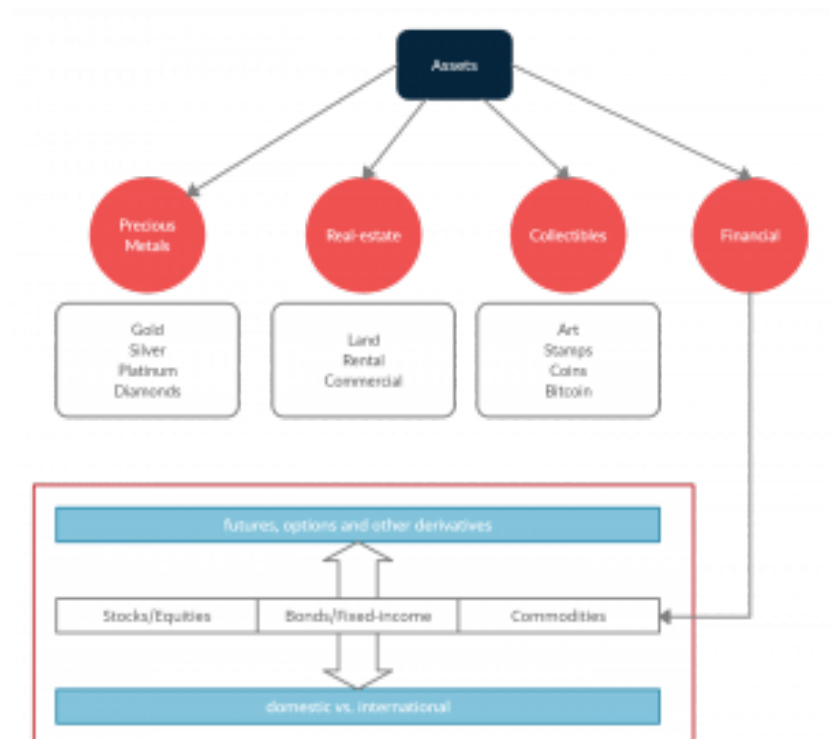 Assets
Precious
Metals
Real-estate
Collectibles
Financial
Gold
Silver
Platinum
Diamonds
Land
Rental
Commercial
Art
Stamps
Coins
Bitcoin
futures, options and other derivatives
Stocks/Equities
Bonds/Fixed-income
Commodities
domestic vs. international